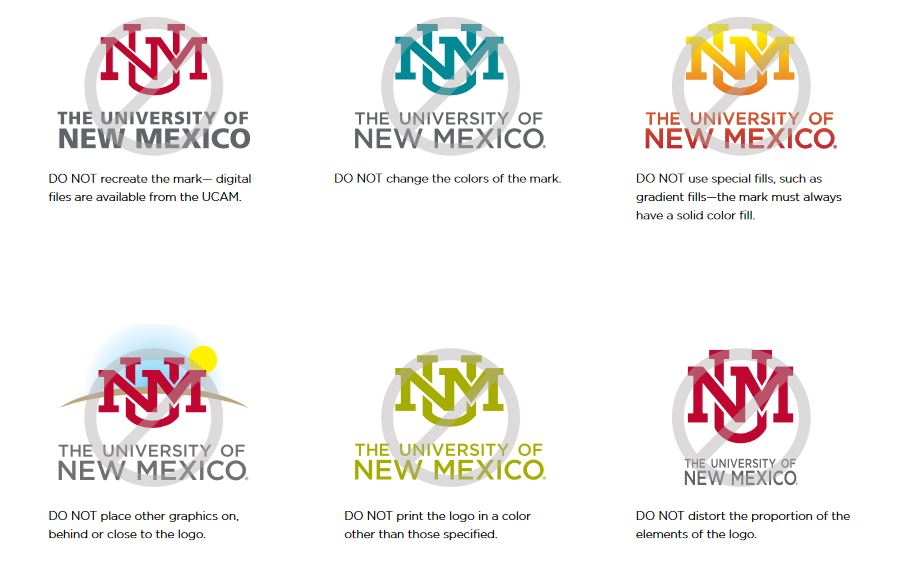 UNM
THE UNIVERSITY OF
NEW MEXICO
DO NOT recreate the mark— digital
files are available from the UCAM.
UNM
THE UNIVERSITY OF
NEW MEXICO.
DO NOT change the colors of the mark.
UNM
THE UNIVERSITY OF
NEW MEXICO.
DO NOT use special fills, such as
gradient fills—the mark must always
have a solid color fill.
UNM
THE UNIVERSITY OF
NEW MEXICO.
DO NOT place other graphics on,
behind or close to the logo.
UNM
THE UNIVERSITY OF
NEW MEXICO.
DO NOT print the logo in a color
other than those specified.
UNM
THE UNIVERSITY OF
NEW MEXICO.
DO NOT distort the proportion of the
elements of the logo.